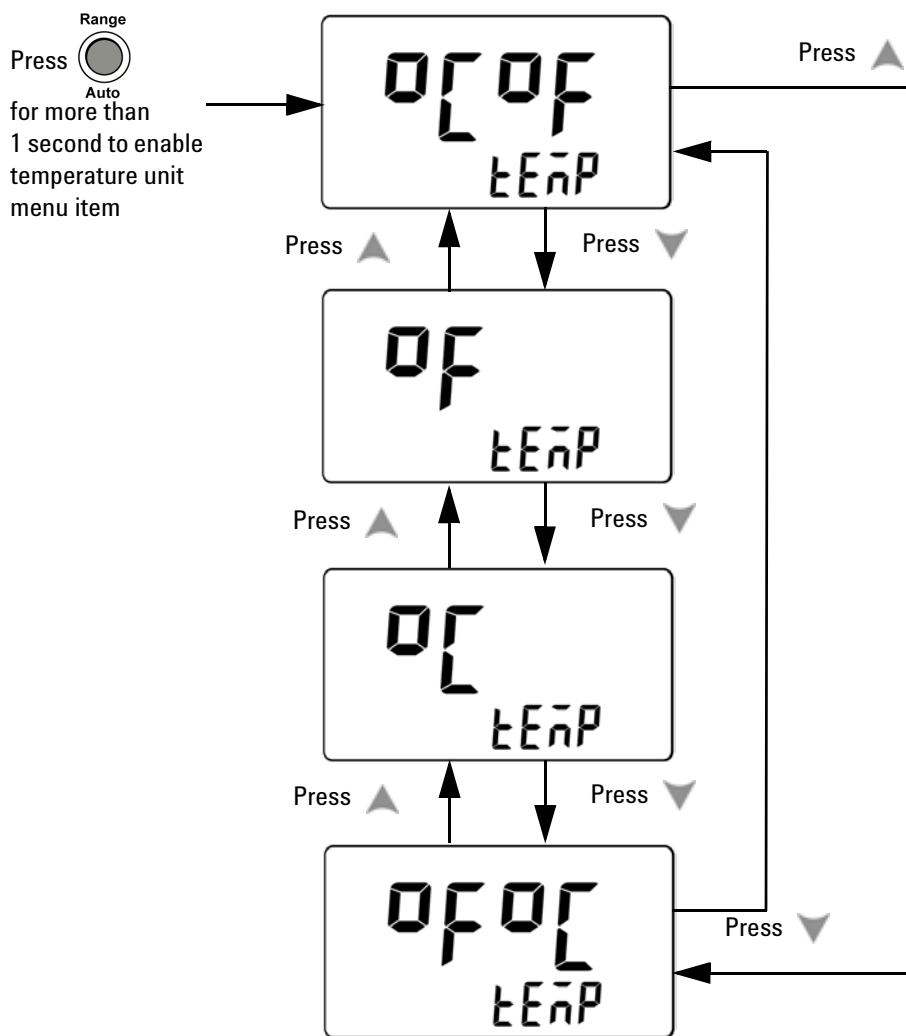 Range
Press
Auto
for more than
1 second to enable
temperature unit
menu item
°C°F
tEmP
Press
Press
Press
°F
tEmP
Press
Press
°C
tEmP
Press
Press
°F°C
tEmP
Press